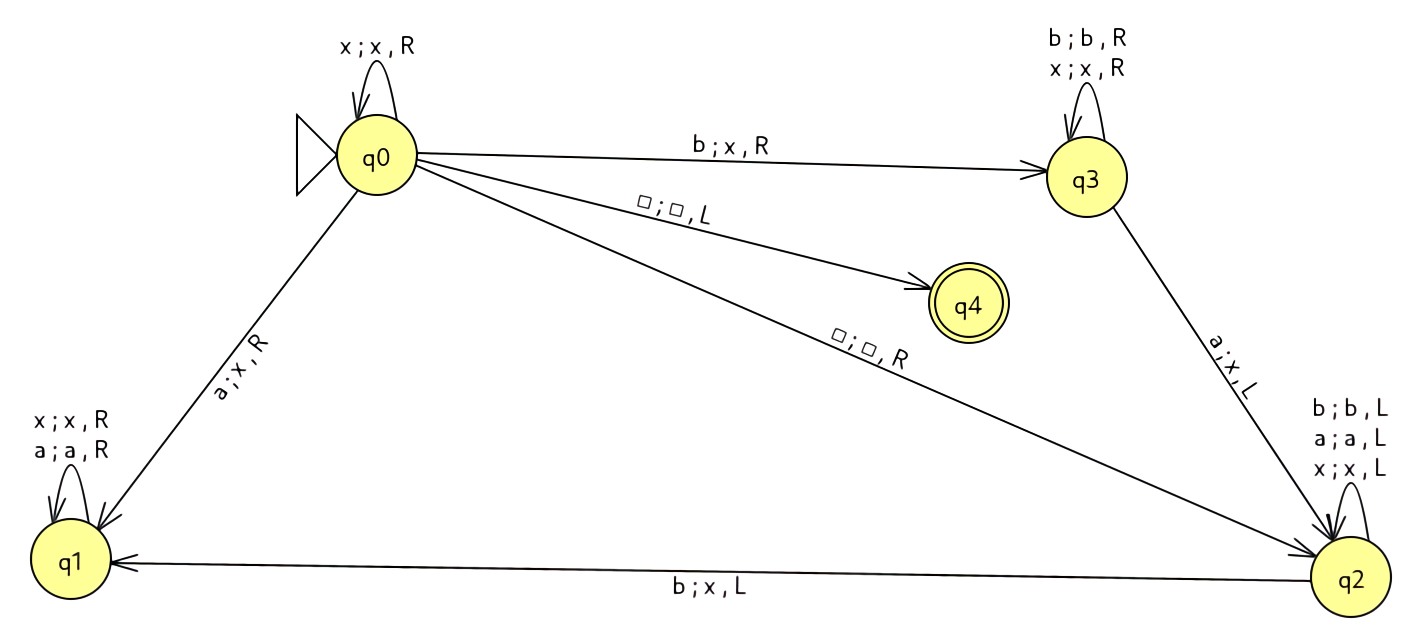 x ; x , R
b ; b , R
x ; x , R
q0
b ; x , R
q3
□ ; □ , L
q4
□ ; □ , R
a ; x , R
a ; x , L
x ; x , R
a ; a , R
b ; b , L
a ; a , L
x ; x , L
q1
q2
b ; x , L